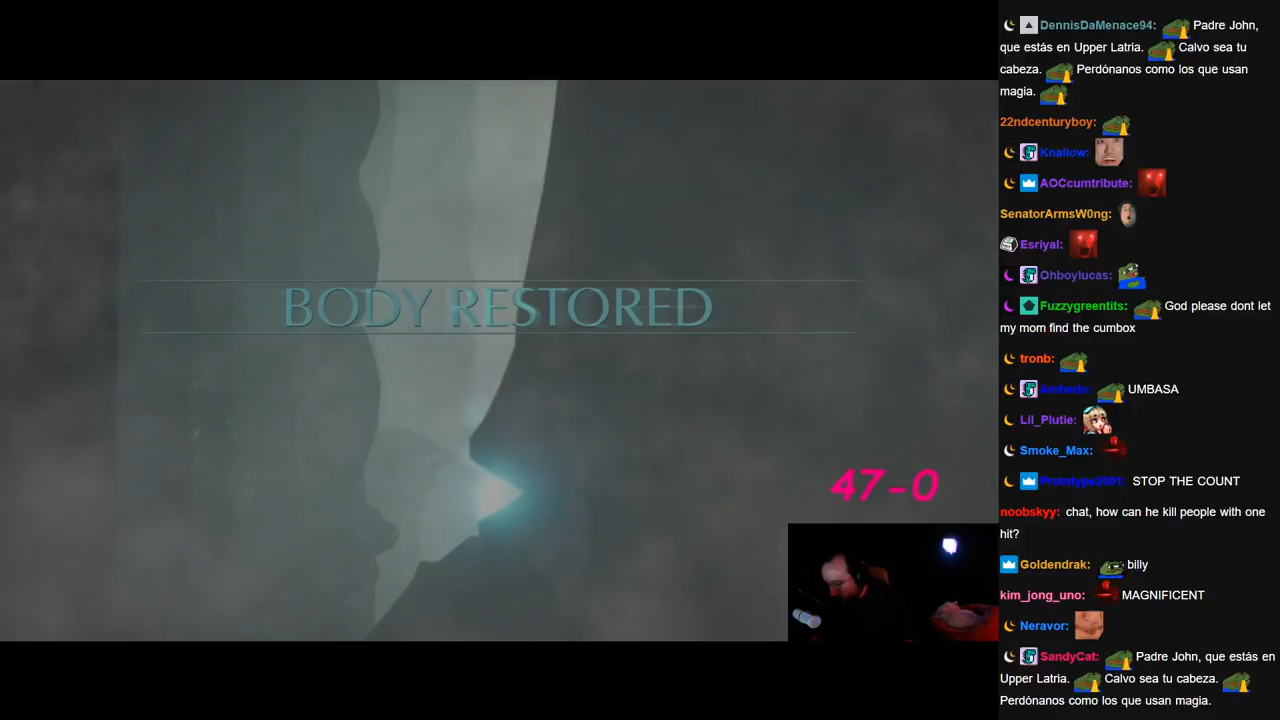 BODY RESTORED
47-0
DennisDaMenace94: Padre John,
que estás en Upper Latria. Calvo sea tu
cabeza. Perdónanos como los que usan
magia.
22ndcenturyboy:
Knallow:
AOCcumtribute:
SenatorArmsW0ng:
Esriyal:
Ohboylucas:
Fuzzygreentits: God please dont let
my mom find the cumbox
tronb:
Ambedo: UMBASA
Lil_Plutie:
Smoke_Max:
Prototype2001: STOP THE COUNT
noobskyy: chat, how can he kill people with one
hit?
Goldendrak: billy
kim_jong_uno: MAGNIFICENT
Neravor:
SandyCat: Padre John, que estás en
Upper Latria. Calvo sea tu cabeza.
Perdónanos como los que usan magia.